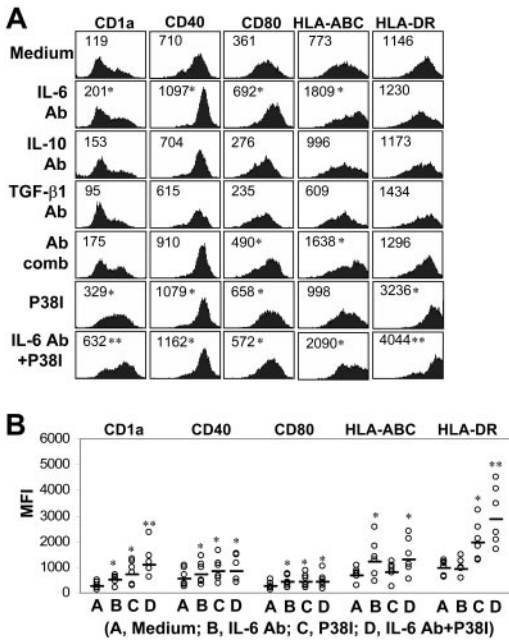 A
CD1a CD40 CD80 HLA-ABC HLA-DR
Medium 119 710 361 773 1146
IL-6 Ab 201* 1097* 692* 1809* 1230
IL-10 Ab 153 704 276 996 1173
TGF-β1 Ab 95 615 235 609 1434
Ab comb 175 910 490* 1638* 1296
P38I 329* 1079* 658* 998 3236*
IL-6 Ab +P38I 632** 1162* 572* 2090* 4044**
B
CD1a CD40 CD80 HLA-ABC HLA-DR
MFI
6000
5000
4000
3000
2000
1000
0
* * ** * * * * * * * * * **
A B C D A B C D A B C D A B C D A B C D
(A, Medium; B, IL-6 Ab; C, P38I; D, IL-6 Ab+P38I)